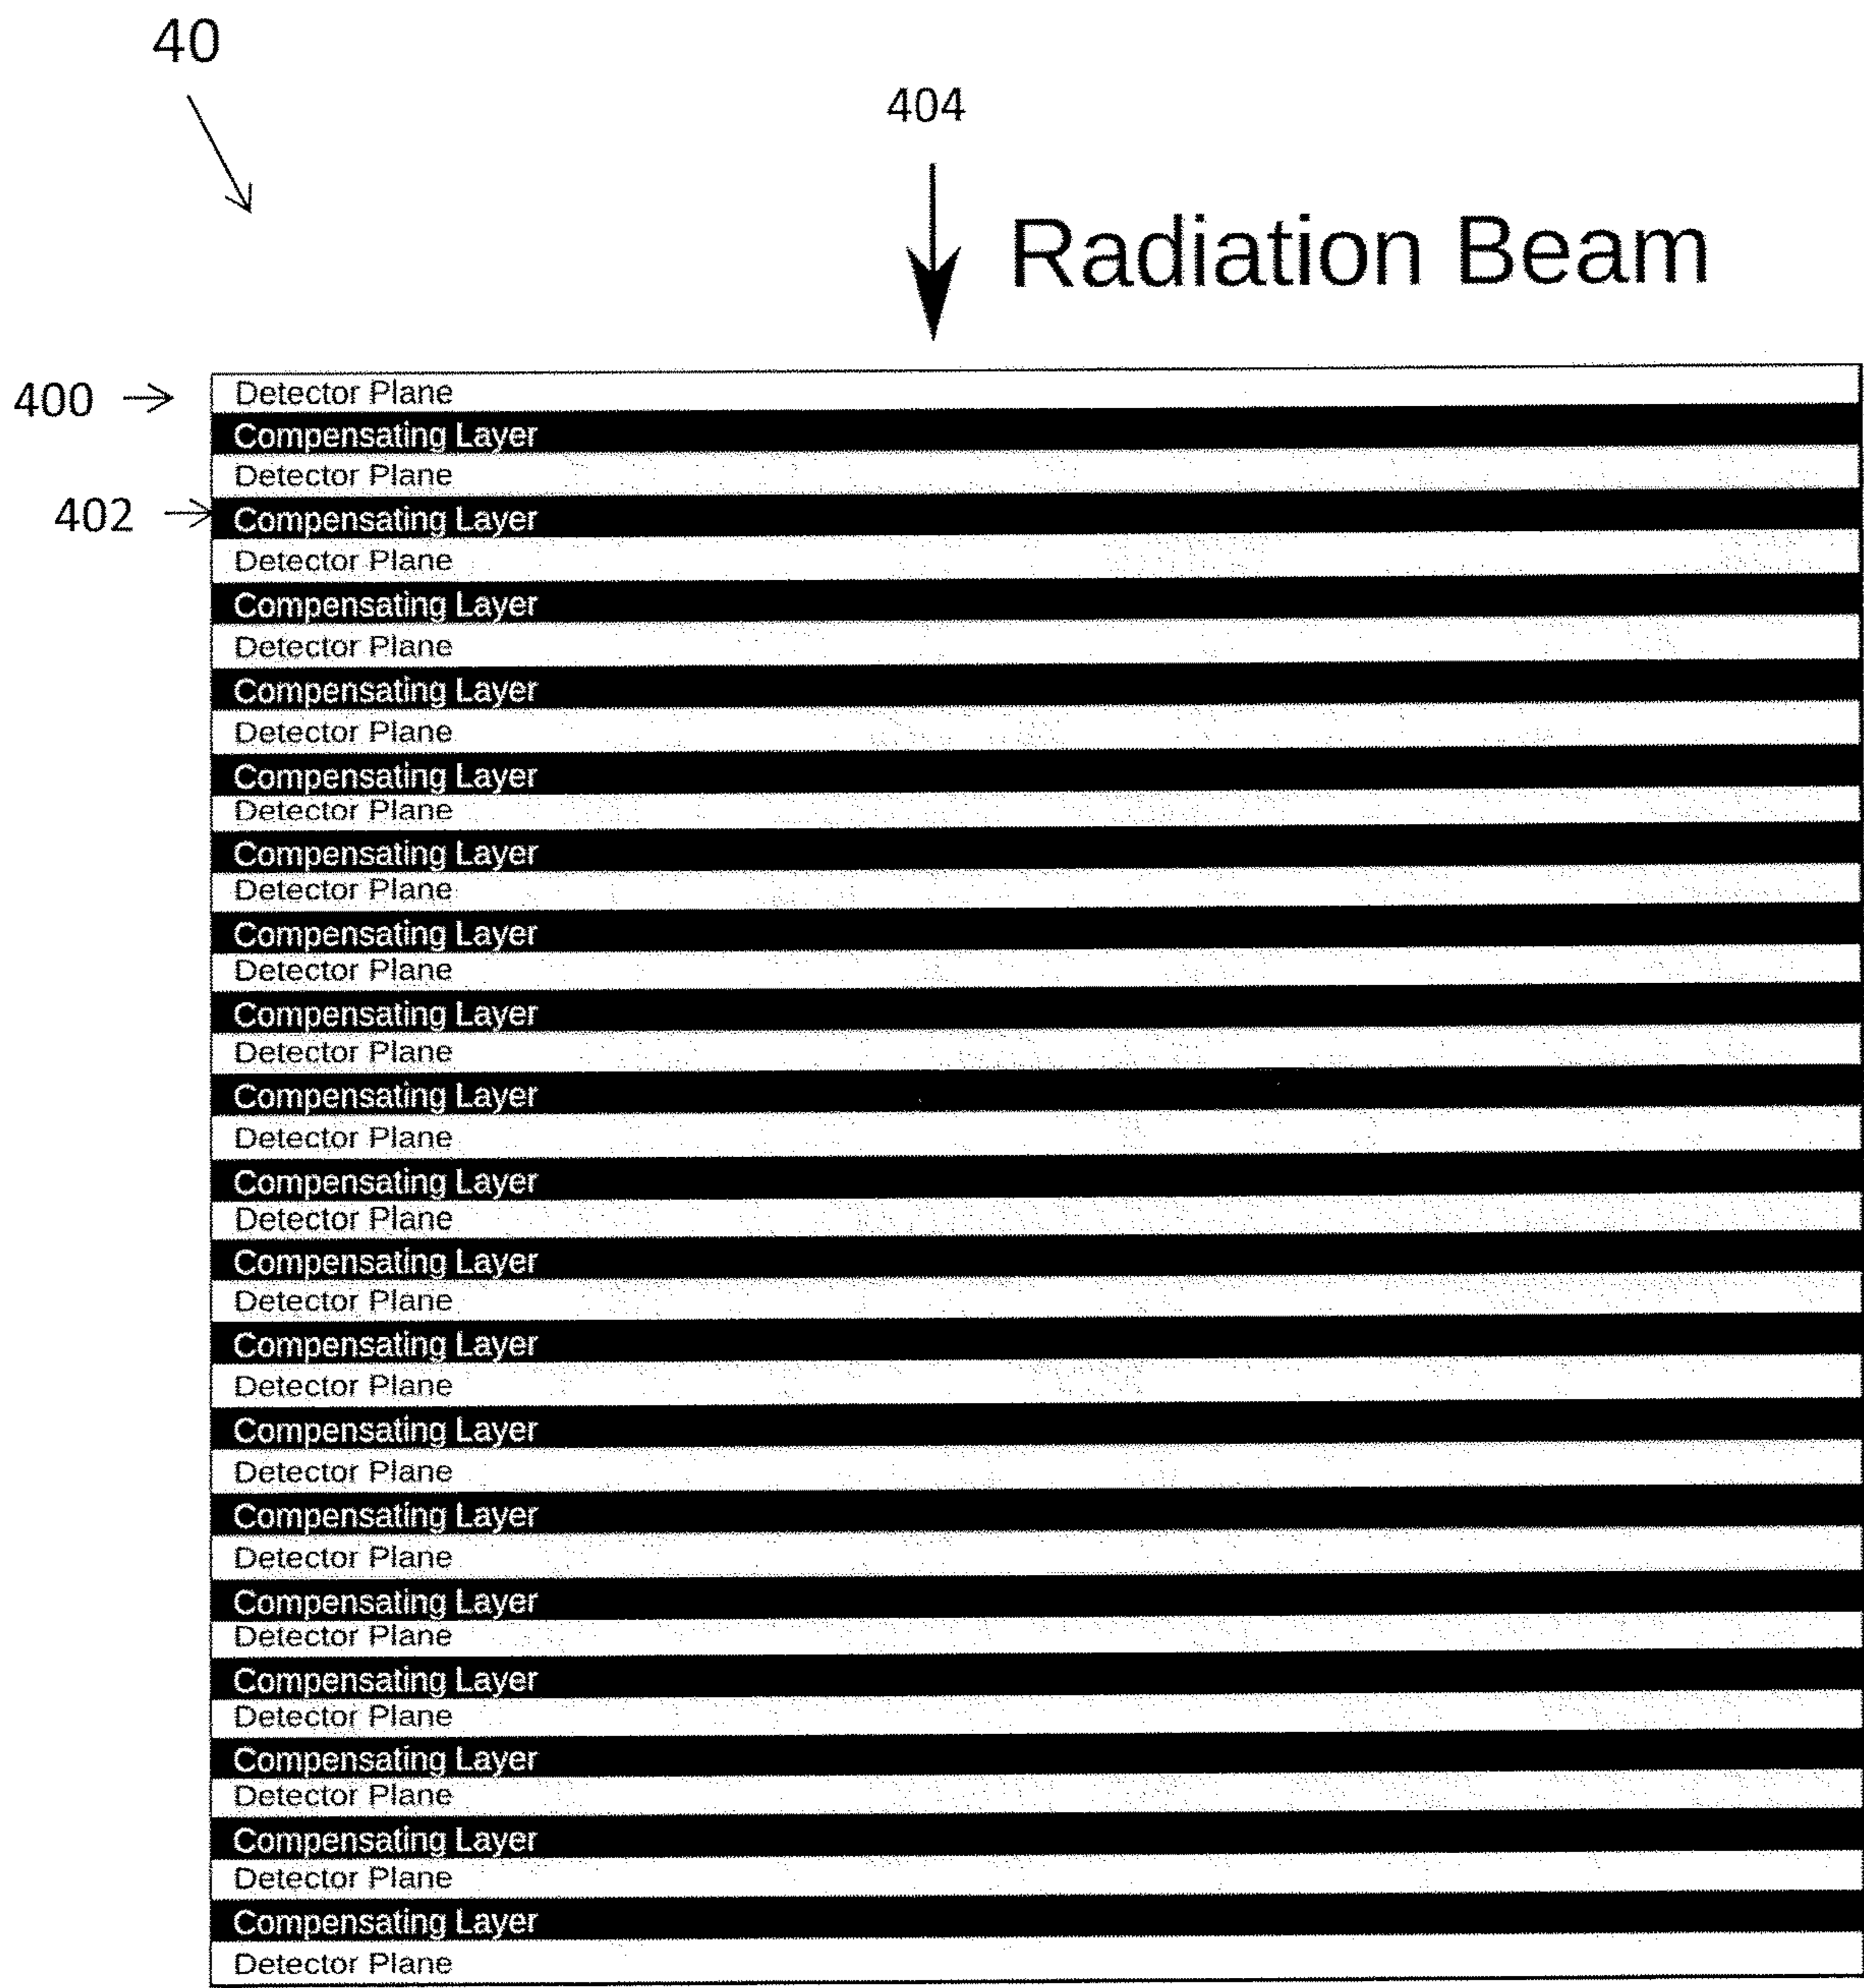 40
404
Radiation Beam
400 Detector Plane
Compensating Layer
Detector Plane
402 Compensating Layer
Detector Plane
Compensating Layer
Detector Plane
Compensating Layer
Detector Plane
Compensating Layer
Detector Plane
Compensating Layer
Detector Plane
Compensating Layer
Detector Plane
Compensating Layer
Detector Plane
Compensating Layer
Detector Plane
Compensating Layer
Detector Plane
Compensating Layer
Detector Plane
Compensating Layer
Detector Plane
Compensating Layer
Detector Plane
Compensating Layer
Detector Plane
Compensating Layer
Detector Plane
Compensating Layer
Detector Plane
Compensating Layer
Detector Plane
Compensating Layer
Detector Plane
Compensating Layer
Detector Plane